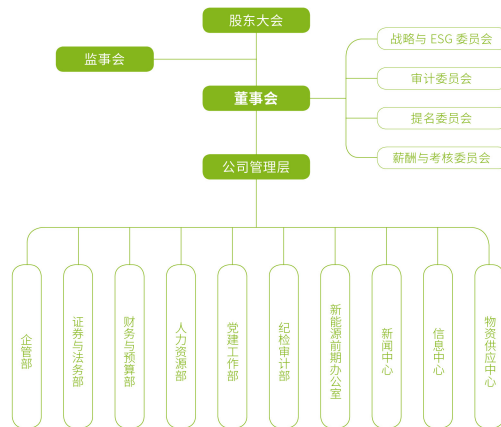 股东大会
监事会
董事会
公司管理层
战略与 ESG 委员会
审计委员会
提名委员会
薪酬与考核委员会
企管部
证券与法务部
财务与预算部
人力资源部
党建工作部
纪检审计部
新能源前期办公室
新闻中心
信息中心
物资供应中心